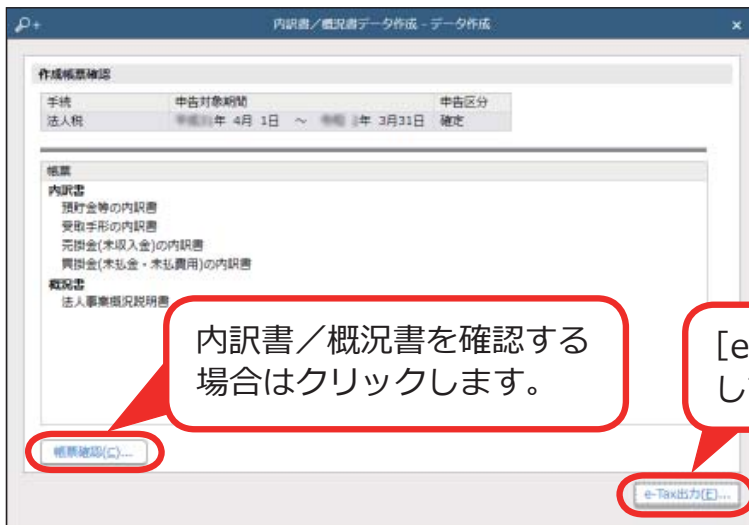 内訳書／概況書データ作成 - データ作成
作成帳票確認
手続 申告対象期間 申告区分
法人税 年 4月 1日 ～ 年 3月31日 確定
帳票
内訳書
預貯金等の内訳書
受取手形の内訳書
売掛金(未収入金)の内訳書
買掛金(未払金・未払費用)の内訳書
概況書
法人事業概況説明書
内訳書／概況書を確認する
場合はクリックします。
[e
し
帳票確認(C)...
e-Tax出力(E)...